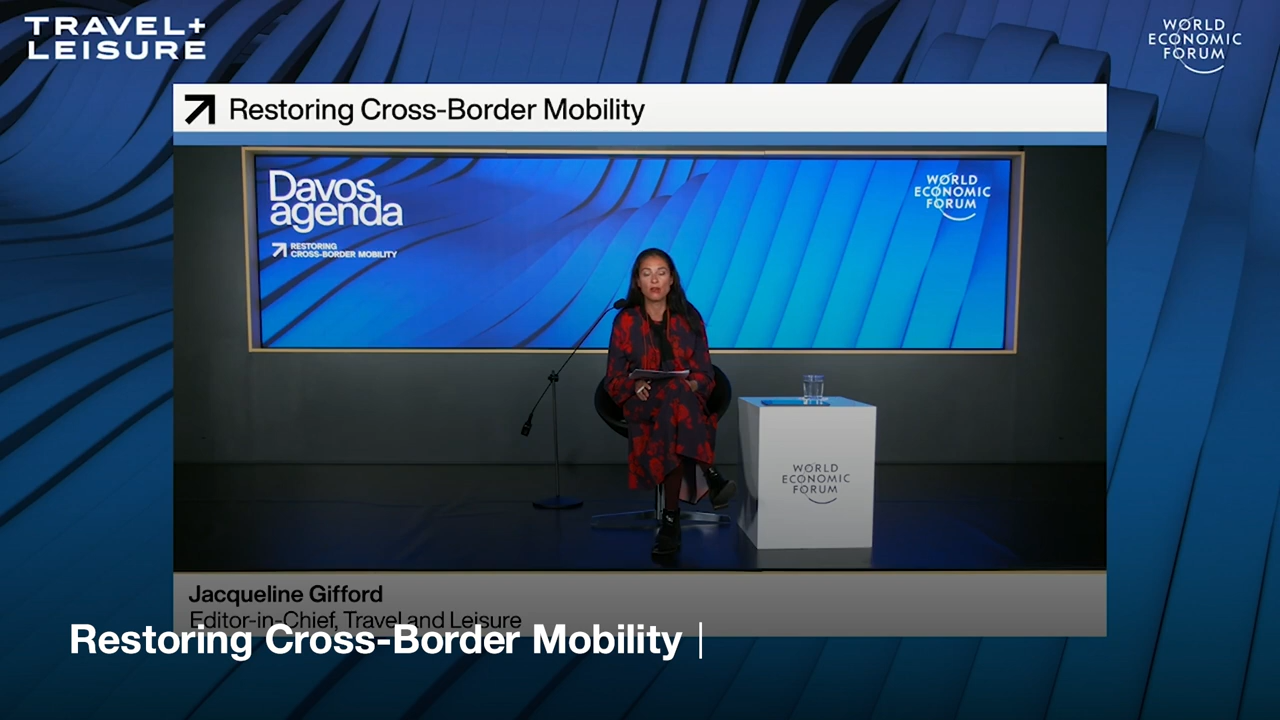 TRAVEL+
LEISURE
WORLD
ECONOMIC
FORUM
Restoring Cross-Border Mobility
Davos
agenda
RESTORING
CROSS-BORDER MOBILITY
WORLD
ECONOMIC
FORUM
WORLD
ECONOMIC
FORUM
Jacqueline Gifford
Editor-in-Chief, Travel and Leisure
Restoring Cross-Border Mobility |